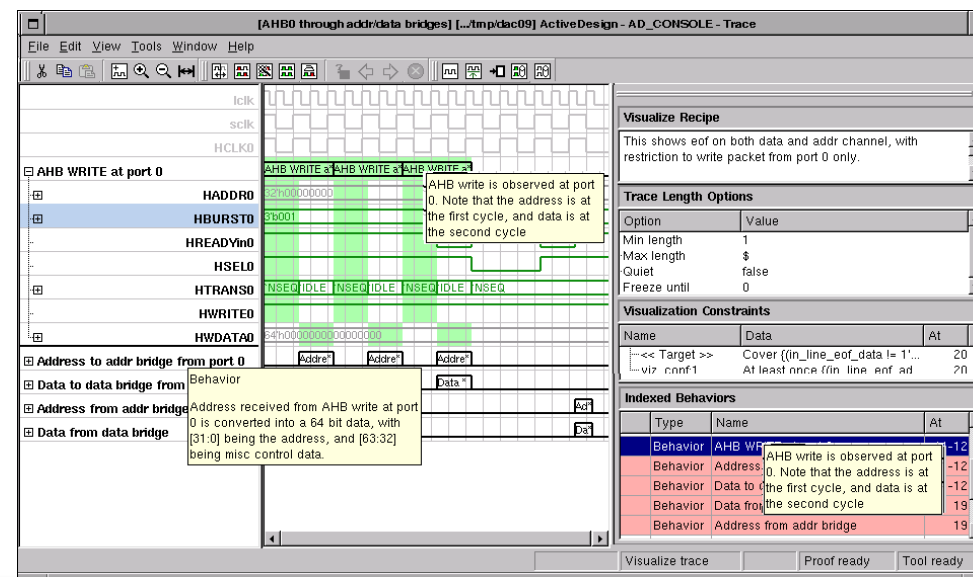 [AHB0 through addr/data bridges] [.../tmp/dac09] ActiveDesign - AD_CONSOLE - Trace
File Edit View Tools Window Help
lclk
sclk
HCLK0
AHB WRITE at port 0
AHB WRITE a* AHB WRITE a* AHB WRITE a*
HADDR0
32'h00000000
HBURST0
3'b001
HREADYin0
HSEL0
HTRANS0
NSEQ IDLE NSEQ IDLE NSEQ IDLE NSEQ
HWRITE0
HWDATA0
64'h0000000000000000
Address to addr bridge from port 0
Addre* Addre* Addre*
Data to data bridge from
Data *
Address from addr bridge
Ad*
Data from data bridge
Da*
AHB write is observed at port
0. Note that the address is at
the first cycle, and data is at
the second cycle
Behavior
Address received from AHB write at port
0 is converted into a 64 bit data, with
[31:0] being the address, and [63:32]
being misc control data.
Visualize Recipe
This shows eof on both data and addr channel, with
restriction to write packet from port 0 only.
Trace Length Options
Option Value
Min length 1
Max length $
Quiet false
Freeze until 0
Visualization Constraints
Name Data At
<< Target >> Cover {(in_line_eof_data != 1'... 20
viz_conf:1 At least once {(in_line_eof_ad 20
Indexed Behaviors
Type Name At
Behavior AHB -12
Behavior Address -12
Behavior Data to -12
Behavior Data 19
Behavior Address from addr bridge 19
AHB write is observed at port
0. Note that the address is at
the first cycle, and data is at
the second cycle
Visualize trace Proof ready Tool ready